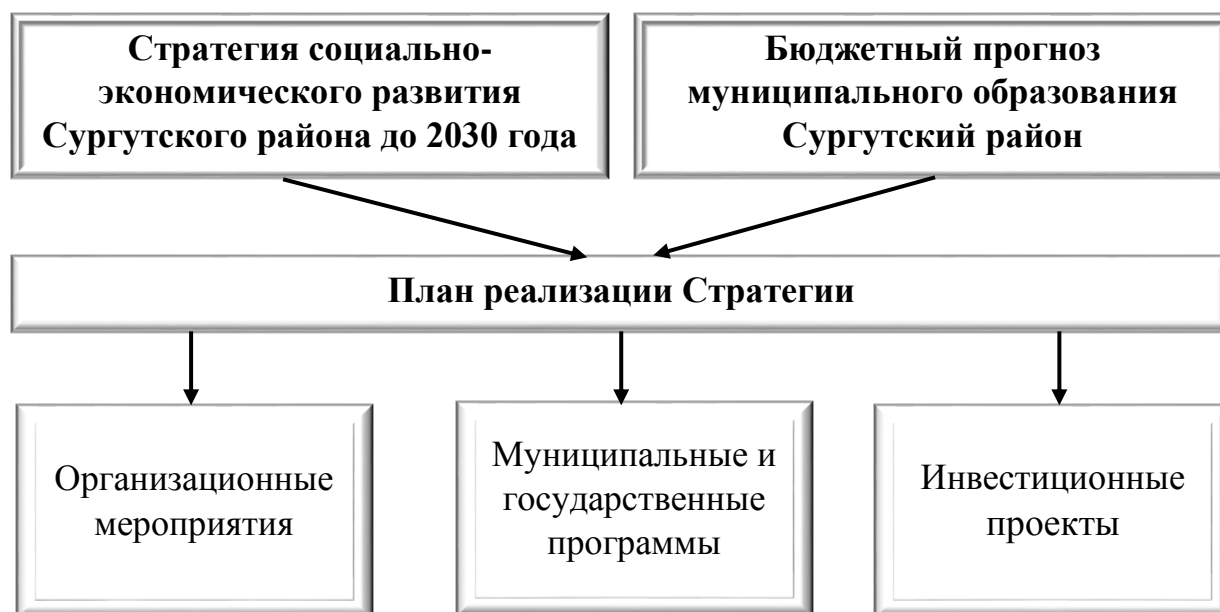 Стратегия социально-
экономического развития
Сургутского района до 2030 года
Бюджетный прогноз
муниципального образования
Сургутский район
План реализации Стратегии
Организационные
мероприятия
Муниципальные и
государственные
программы
Инвестиционные
проекты